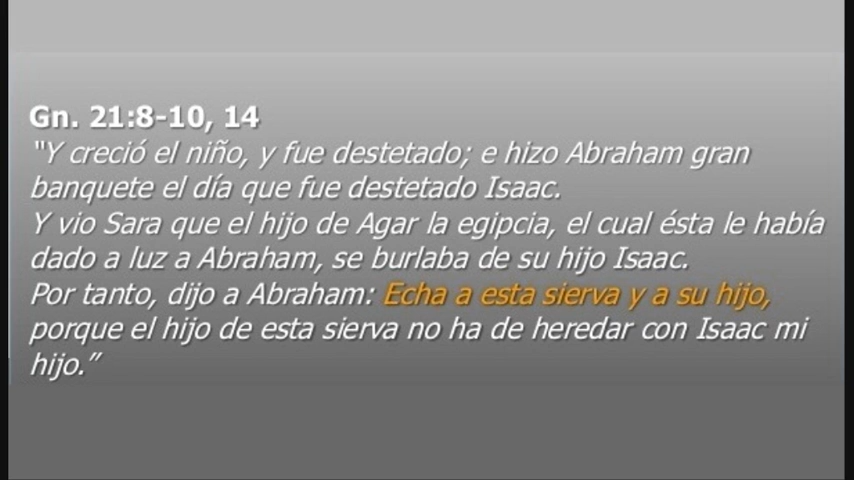 Gn. 21:8-10, 14
“Y creció el niño, y fue destetado; e hizo Abraham gran
banquete el día que fue destetado Isaac.
Y vio Sara que el hijo de Agar la egipcia, el cual ésta le había
dado a luz a Abraham, se burlaba de su hijo Isaac.
Por tanto, dijo a Abraham: Echa a esta sierva y a su hijo,
porque el hijo de esta sierva no ha de heredar con Isaac mi
hijo.”